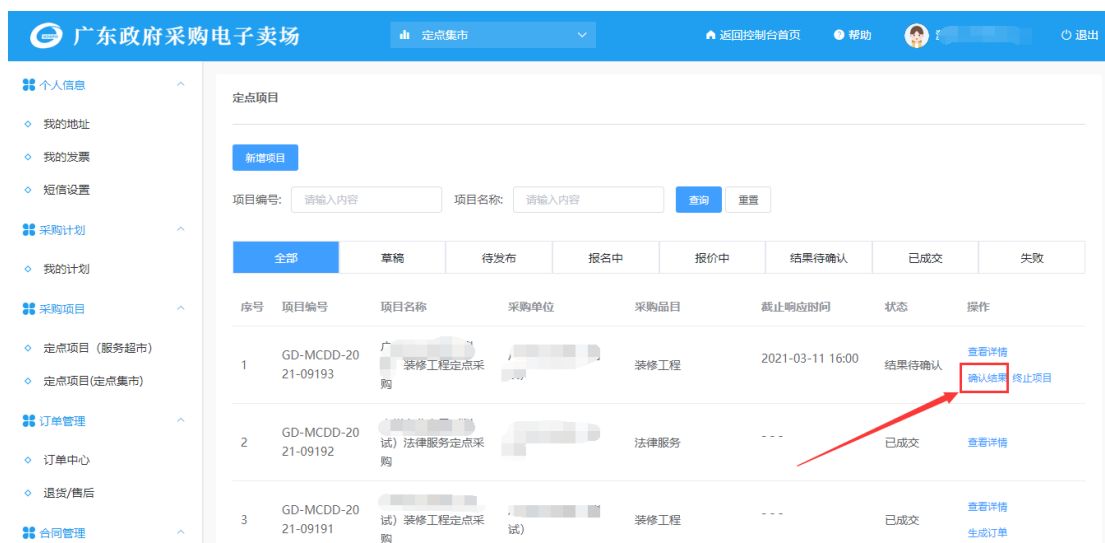 广东政府采购电子卖场
定点集市
返回控制台首页
帮助
退出
个人信息
我的地址
我的发票
短信设置
采购计划
我的计划
采购项目
定点项目（服务超市）
定点项目(定点集市)
订单管理
订单中心
退货/售后
合同管理
定点项目
新增项目
项目编号: 请输入内容 项目名称: 请输入内容 查询 重置
全部 草稿 待发布 报名中 报价中 结果待确认 已成交 失败
序号 项目编号 项目名称 采购单位 采购品目 截止响应时间 状态 操作
1 GD-MCDD-20 装修工程定点采 装修工程 2021-03-11 16:00 结果待确认 查看详情
21-09193 购 确认结果 终止项目
2 GD-MCDD-20 试）法律服务定点采 法律服务 - - - 已成交 查看详情
21-09192 购
3 GD-MCDD-20 试）装修工程定点采 试） 装修工程 - - - 已成交 查看详情
21-09191 购 生成订单